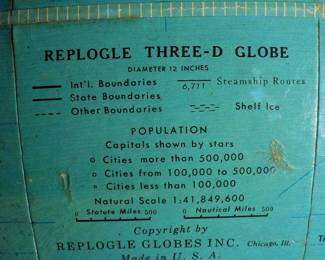 REPLOGLE THREE-D GLOBE
DIAMETER 12 INCHES
Int'l. Boundaries 6,711 Steamship Routes
State Boundaries
Other Boundaries Shelf Ice
POPULATION
Capitals shown by stars
Cities more than 500,000
Cities from 100,000 to 500,000
Cities less than 100,000
Natural Scale 1:41,849,600
0 Statute Miles 500 0 Nautical Miles 500
Copyright by
REPLOGLE GLOBES INC. Chicago, Ill.
Made in U. S. A.